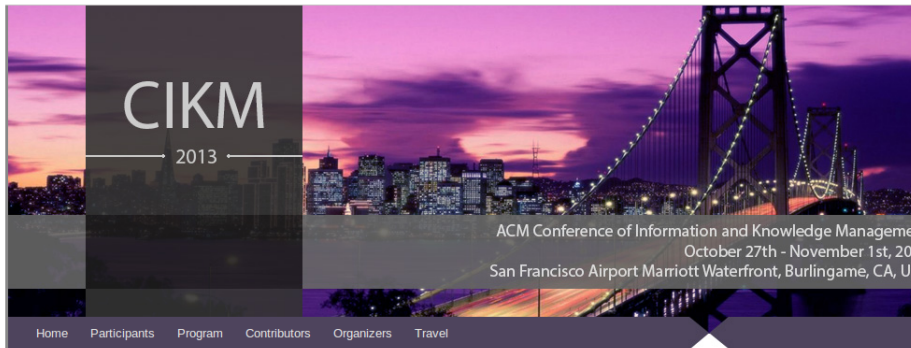 CIKM
2013
ACM Conference of Information and Knowledge Manageme
October 27th - November 1st, 20
San Francisco Airport Marriott Waterfront, Burlingame, CA, U
Home Participants Program Contributors Organizers Travel